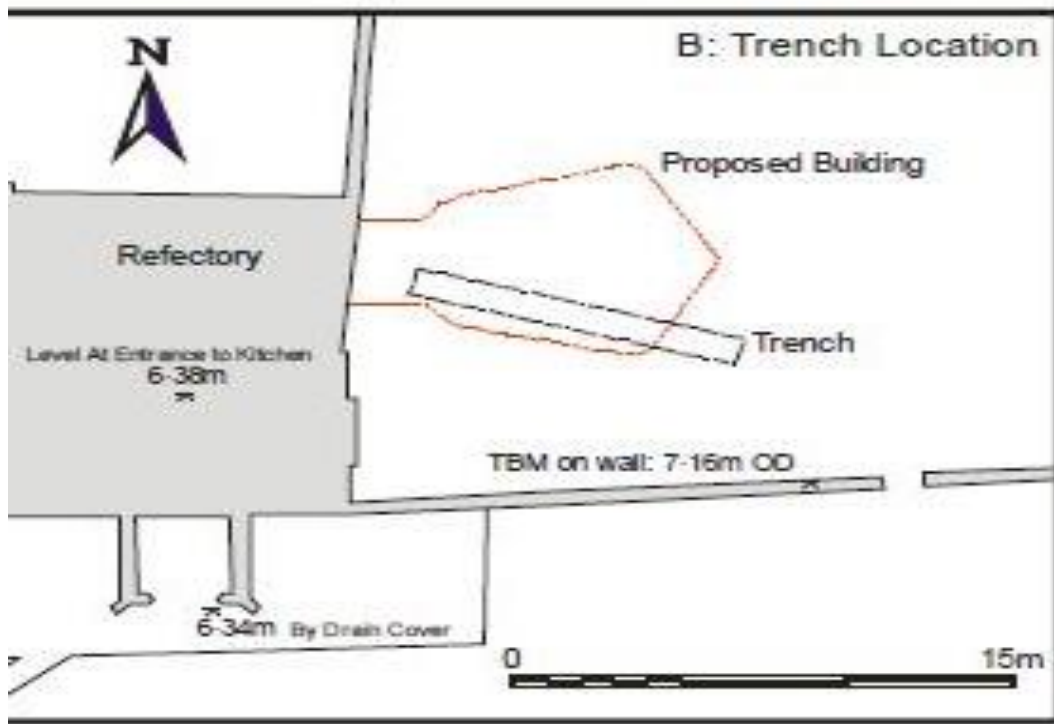 B: Trench Location
N
Proposed Building
Refectory
Trench
Level At Entrance to Kitchen
6·38m
TBM on wall: 7·16m OD
6·34m By Drain Cover
0 15m